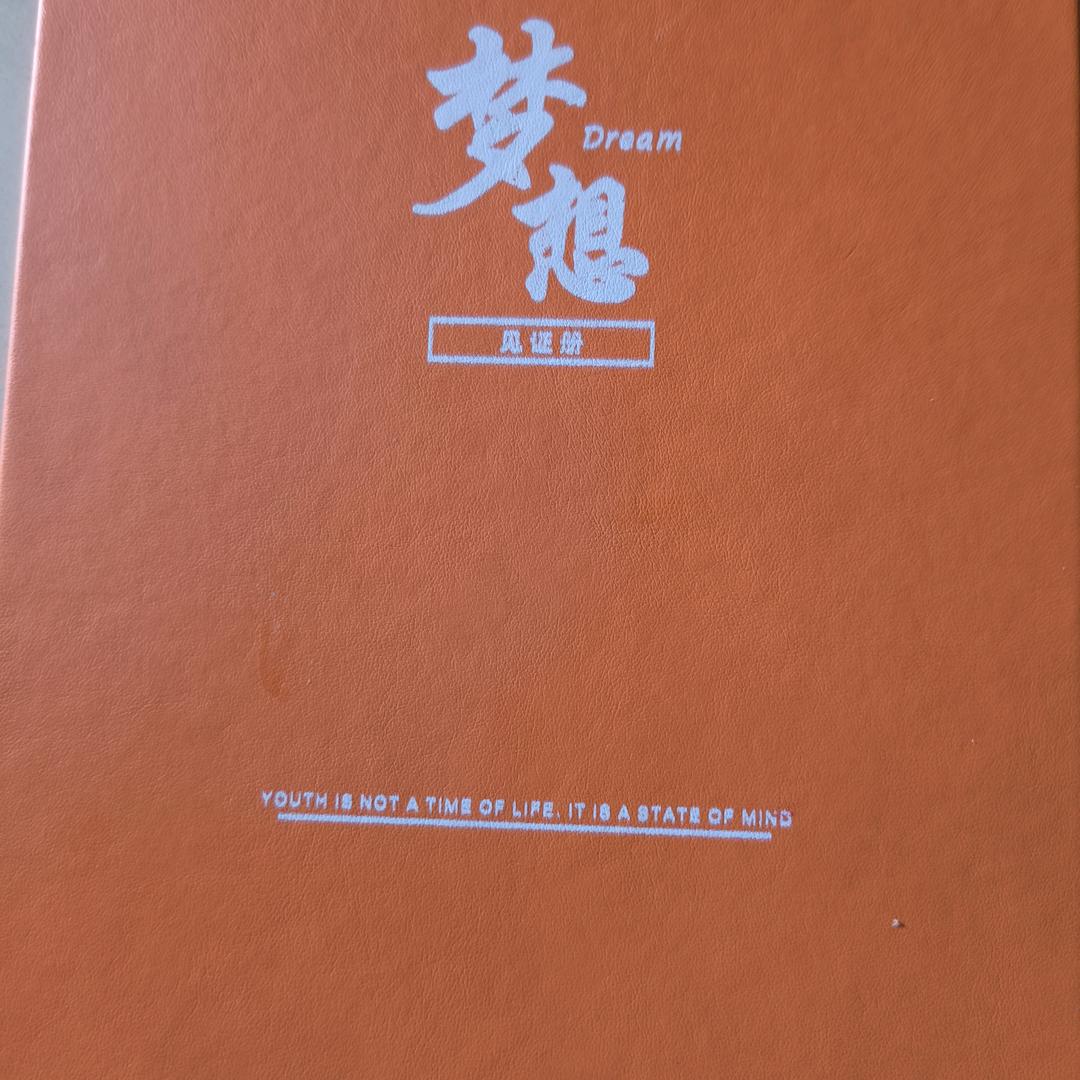 梦想
Dream
见证册
YOUTH IS NOT A TIME OF LIFE. IT IS A STATE OF MIND